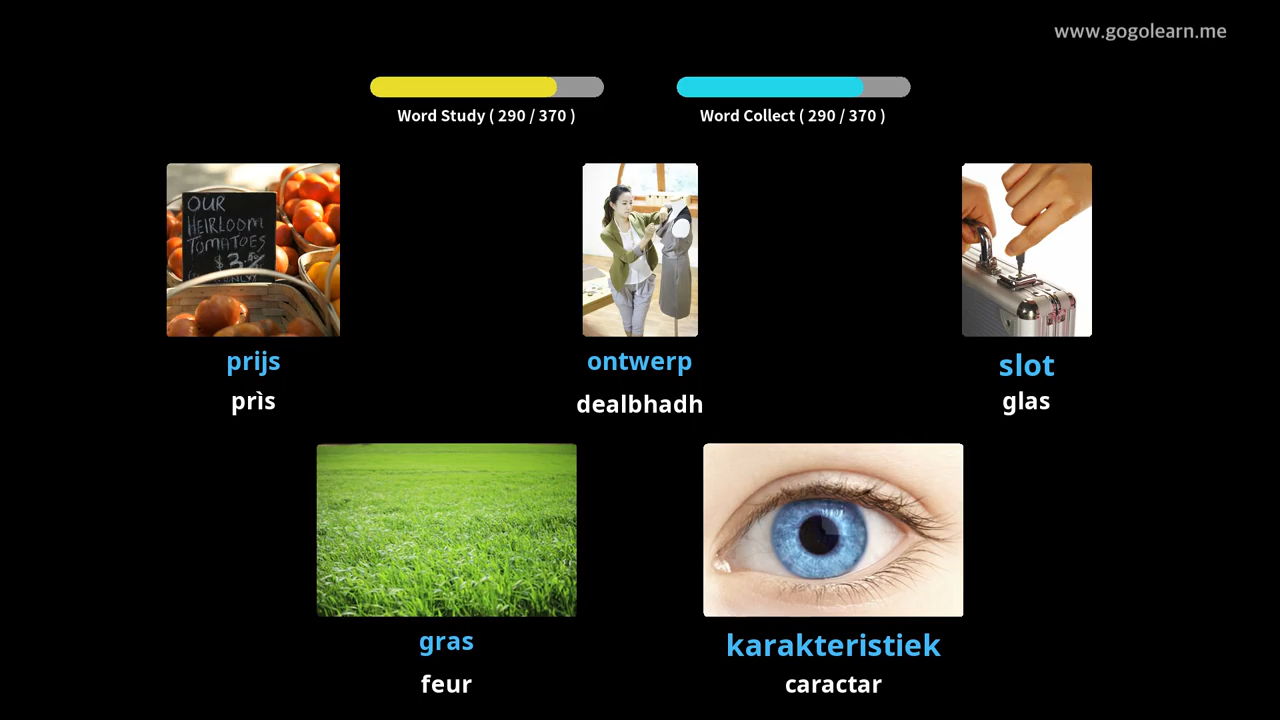 www.gogolearn.me
Word Study ( 290 / 370 )
Word Collect ( 290 / 370 )
OUR
HEIRLOOM
TOMATOES
prijs
ontwerp
slot
prìs
dealbhadh
glas
gras
karakteristiek
feur
caractar